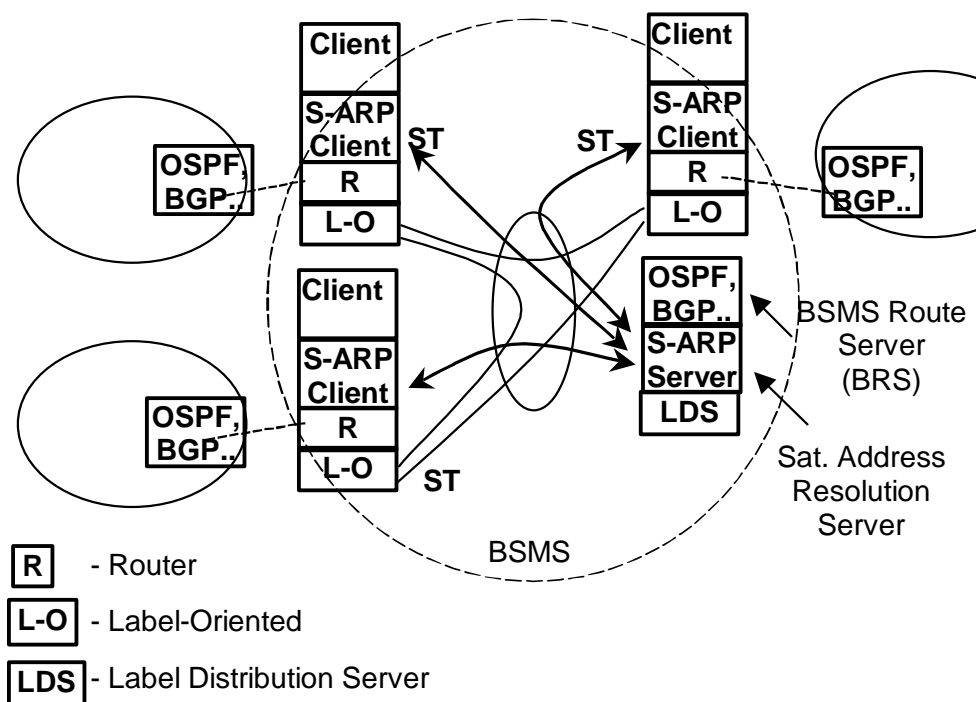 Client
S-ARP
Client
R
L-O
ST
OSPF,
BGP..
Client
S-ARP
Client
R
L-O
ST
OSPF,
BGP..
Client
S-ARP
Client
R
L-O
ST
OSPF,
BGP..
OSPF,
BGP..
S-ARP
Server
LDS
BSMS Route
Server
(BRS)
Sat. Address
Resolution
Server
BSMS
R - Router
L-O - Label-Oriented
LDS - Label Distribution Server